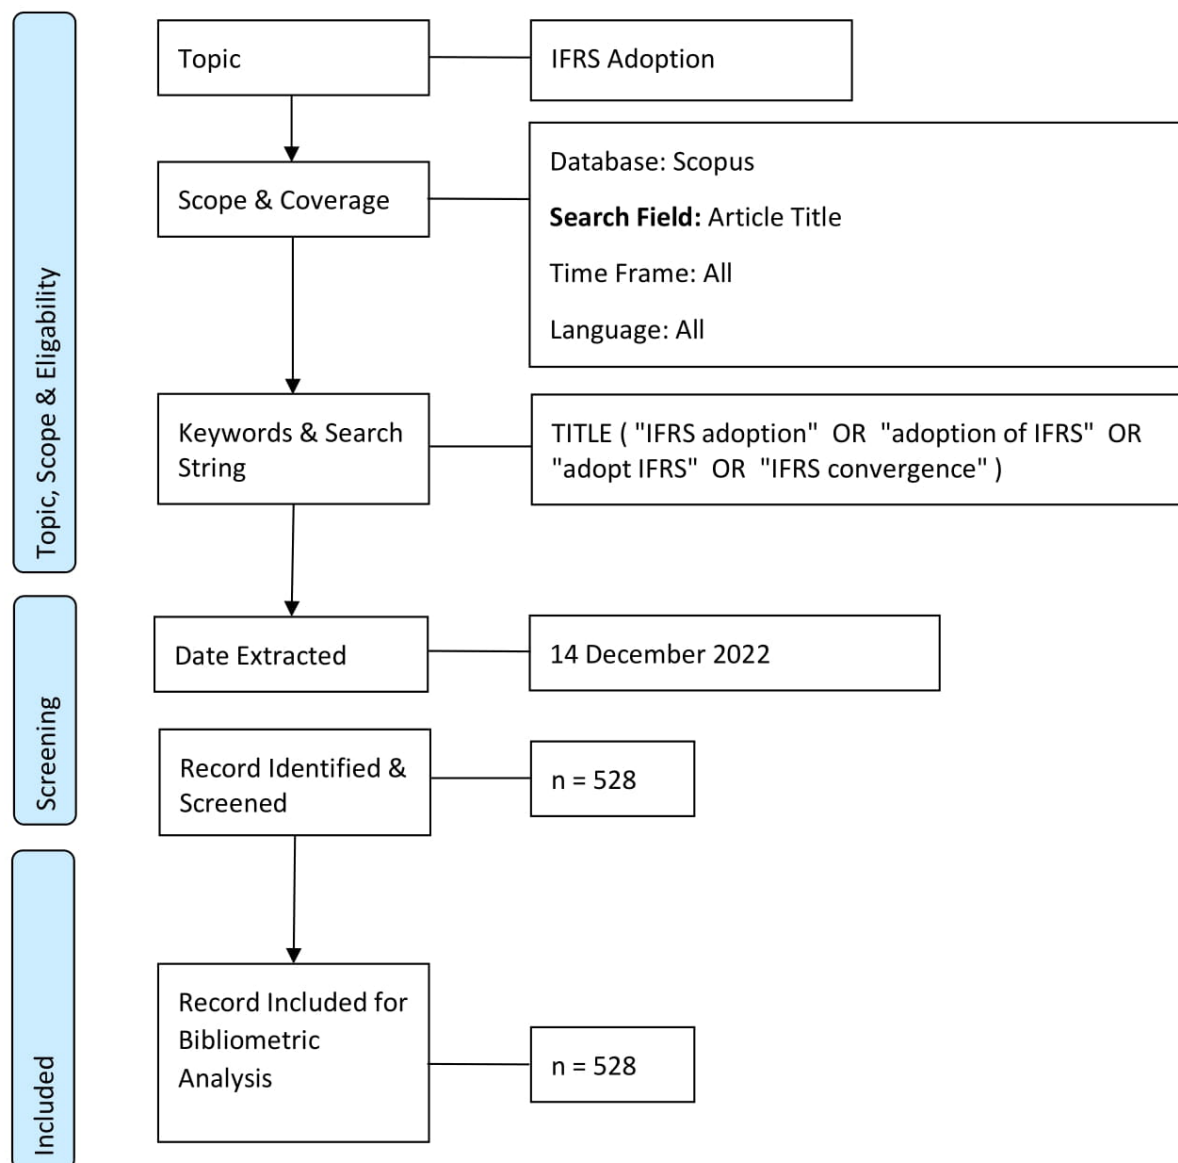 Topic, Scope & Eligability
Topic
IFRS Adoption
Scope & Coverage
Database: Scopus
Search Field: Article Title
Time Frame: All
Language: All
Keywords & Search
String
TITLE ( "IFRS adoption" OR "adoption of IFRS" OR
"adopt IFRS" OR "IFRS convergence" )
Screening
Date Extracted
14 December 2022
Record Identified &
Screened
n = 528
Included
Record Included for
Bibliometric
Analysis
n = 528